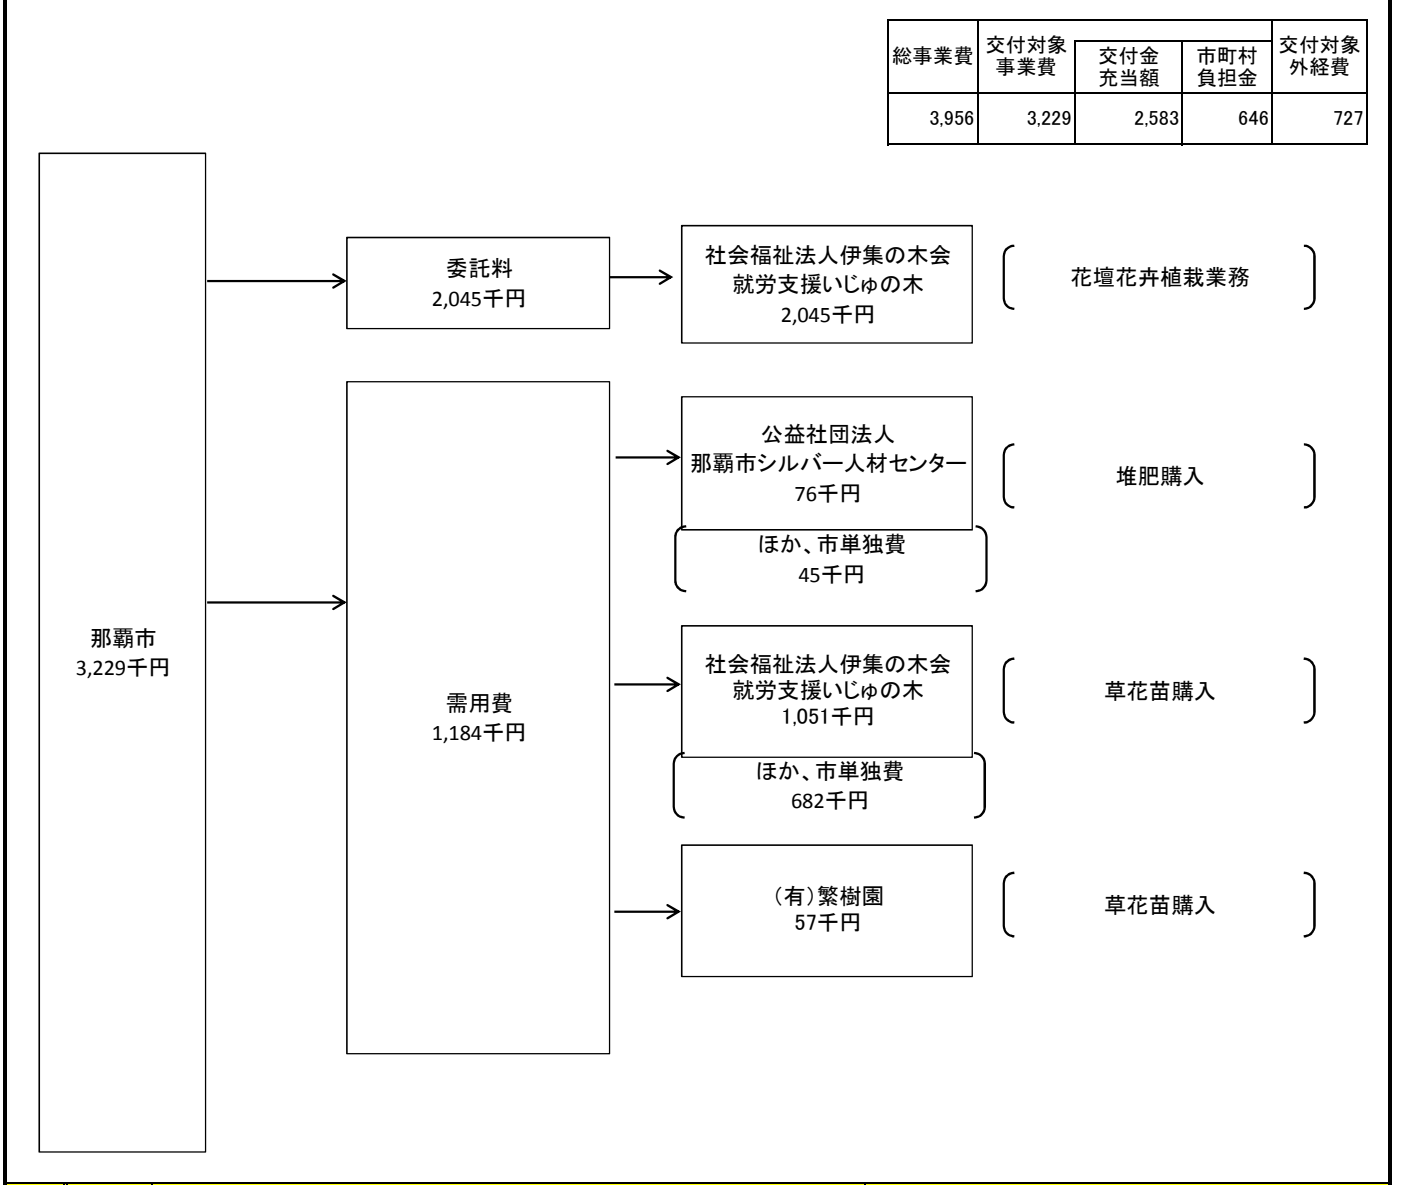 総事業費
交付対象
事業費
交付金
充当額
市町村
負担金
交付対象
外経費
3,956
3,229
2,583
646
727
那覇市
3,229千円
委託料
2,045千円
社会福祉法人伊集の木会
就労支援いじゅの木
2,045千円
花壇花卉植栽業務
需用費
1,184千円
公益社団法人
那覇市シルバー人材センター
76千円
ほか、市単独費
45千円
堆肥購入
社会福祉法人伊集の木会
就労支援いじゅの木
1,051千円
ほか、市単独費
682千円
草花苗購入
（有）繁樹園
57千円
草花苗購入